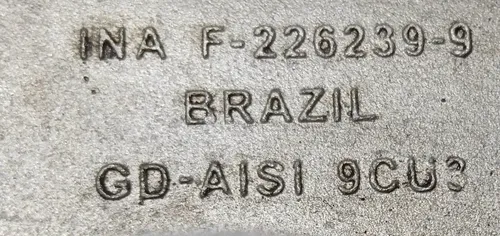 INA F-226239-9
BRAZIL
GD-AISI 9CU3